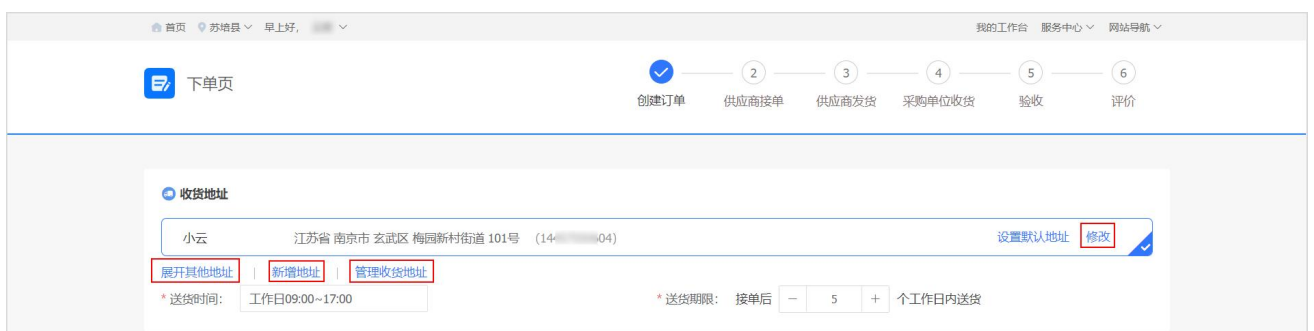 首页 苏培县 早上好, 我的工作台 服务中心 网站导航
下单页
2 3 4 5 6
创建订单 供应商接单 供应商发货 采购单位收货 验收 评价
收货地址
小云 江苏省 南京市 玄武区 梅园新村街道 101号 (14 04) 设置默认地址 修改
展开其他地址 | 新增地址 | 管理收货地址
* 送货时间: 工作日09:00~17:00 * 送货期限: 接单后 − 5 + 个工作日内送货